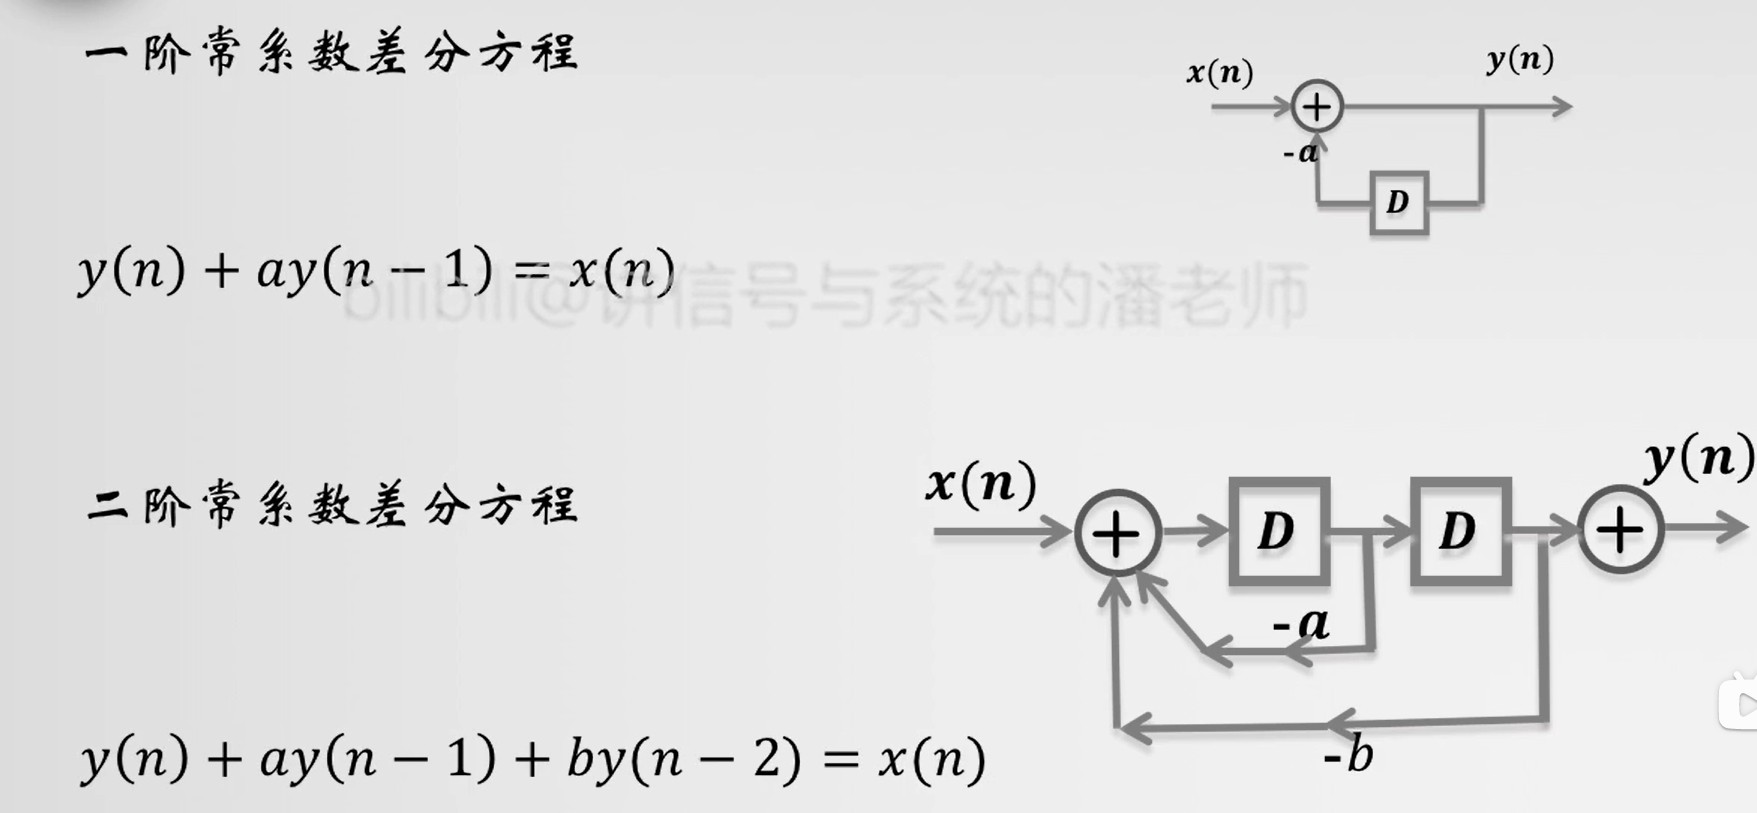 一阶常系数差分方程
x(n)
y(n)
+
-a
D
y(n) + ay(n − 1) = x(n)
bilibli@讲信号与系统的潘老师
二阶常系数差分方程
x(n)
y(n)
+ D D +
-a
-b
y(n) + ay(n − 1) + by(n − 2) = x(n)